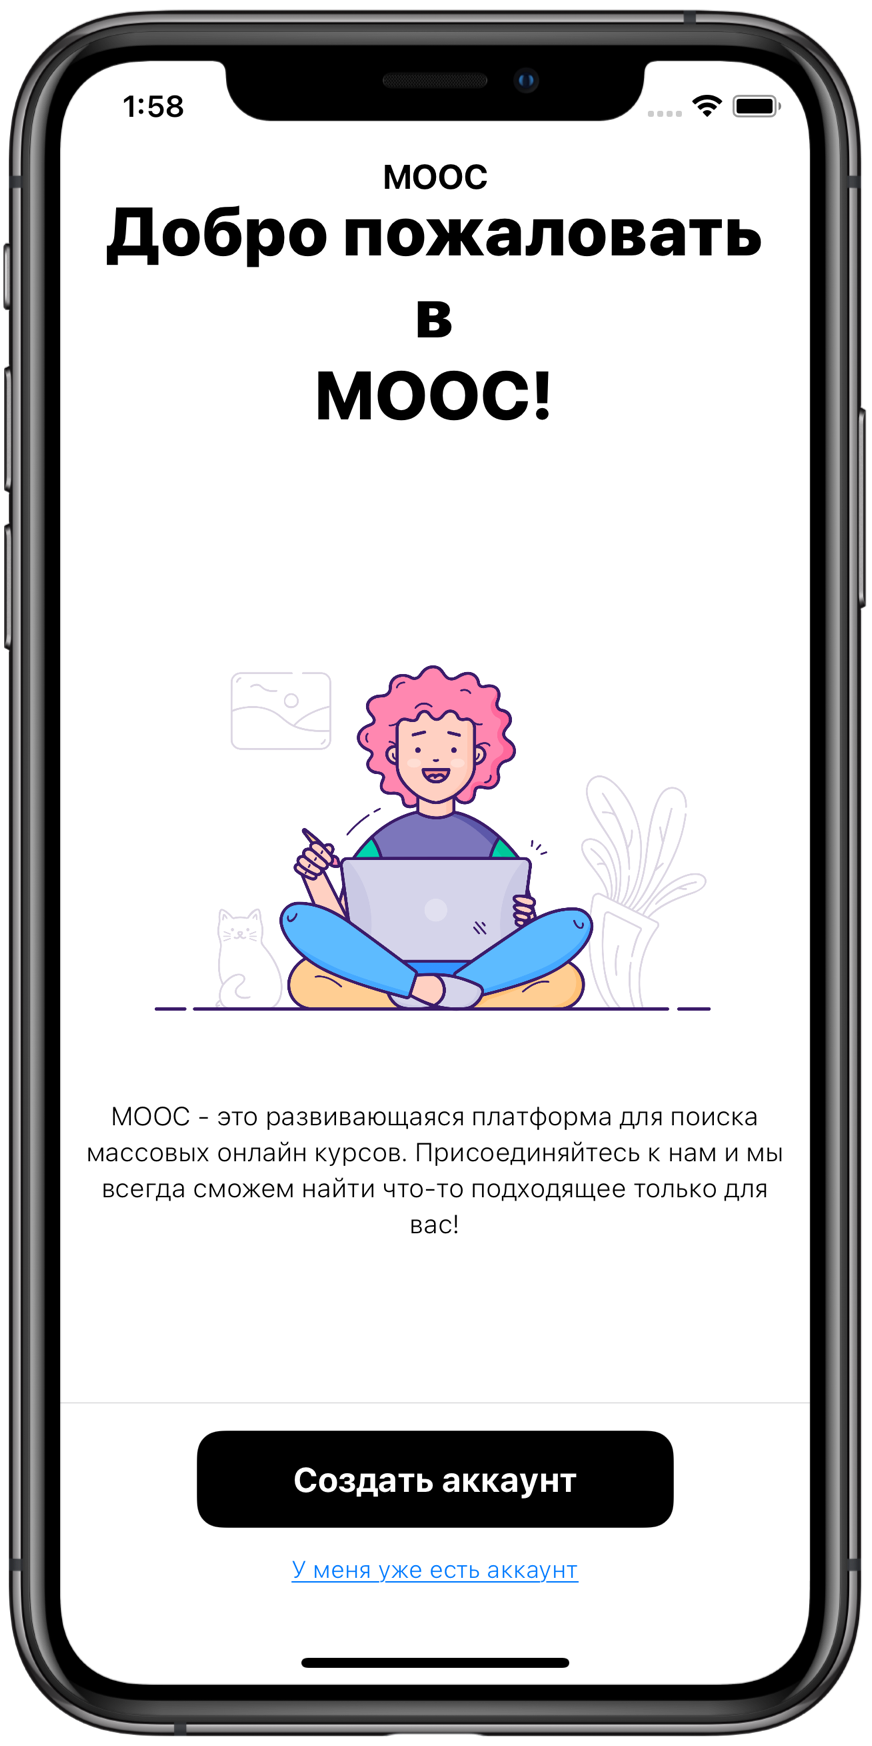 1:58
MOOC
Добро пожаловать
в
MOOC!
MOOC - это развивающаяся платформа для поиска
массовых онлайн курсов. Присоединяйтесь к нам и мы
всегда сможем найти что-то подходящее только для
вас!
Создать аккаунт
У меня уже есть аккаунт